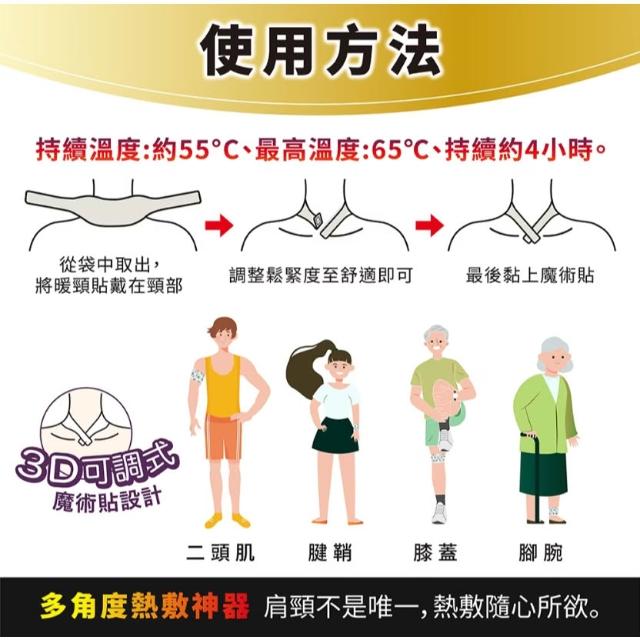 使用方法
持續溫度:約55°C、最高溫度:65℃、持續約4小時。
從袋中取出,
將暖頸貼戴在頸部
調整鬆緊度至舒適即可
最後黏上魔術貼
3D可調式
魔術貼設計
二頭肌
腱鞘
膝蓋
腳腕
多角度熱敷神器 肩頸不是唯一,熱敷隨心所欲。